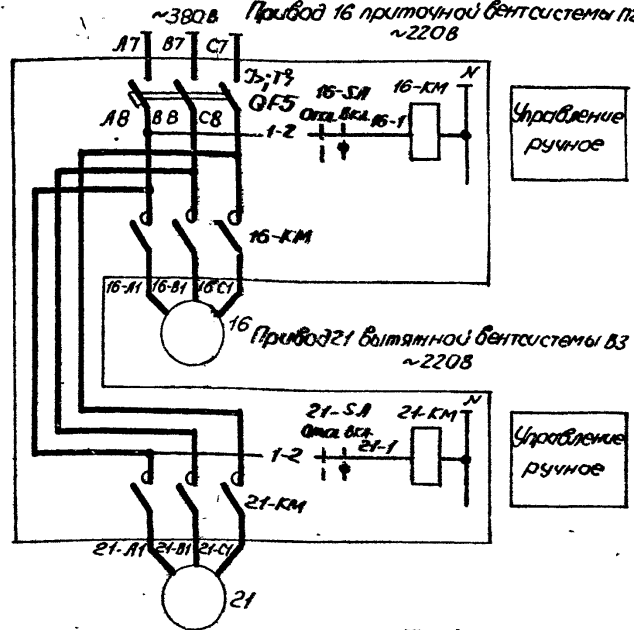 ~380в Привод 16 приточной вентсистемы
~220в
А7 В7 С7
QF5
16-SA 16-КМ N
Откл. Вкл.
А8 В8 С8
1-2 16-1
Управление
ручное
16-КМ
16-А1 16-В1 16-С1
16
Привод 21 вытяжной вентсистемы В3
~220В
21-SA 21-КМ N
Откл. Вкл.
1-2 21-1
Управление
ручное
21-КМ
21-А1 21-В1 21-С1
21